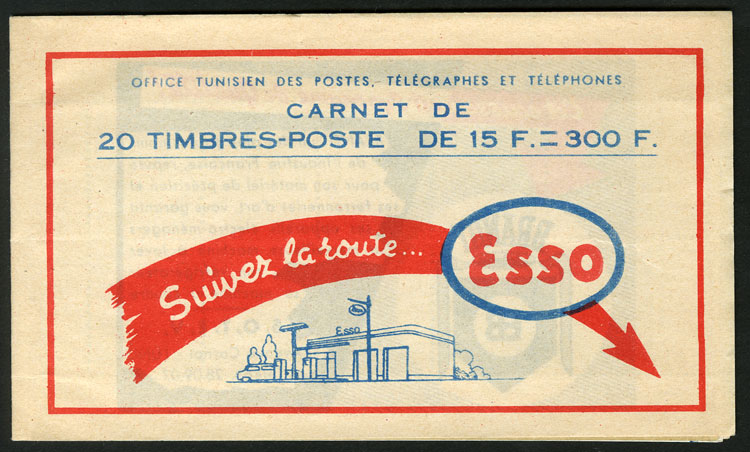 OFFICE TUNISIEN DES POSTES, TÉLÉGRAPHES ET TÉLÉPHONES
CARNET DE
20 TIMBRES-POSTE DE 15 F. = 300 F.
Suivez la route... Esso
Esso
Esso